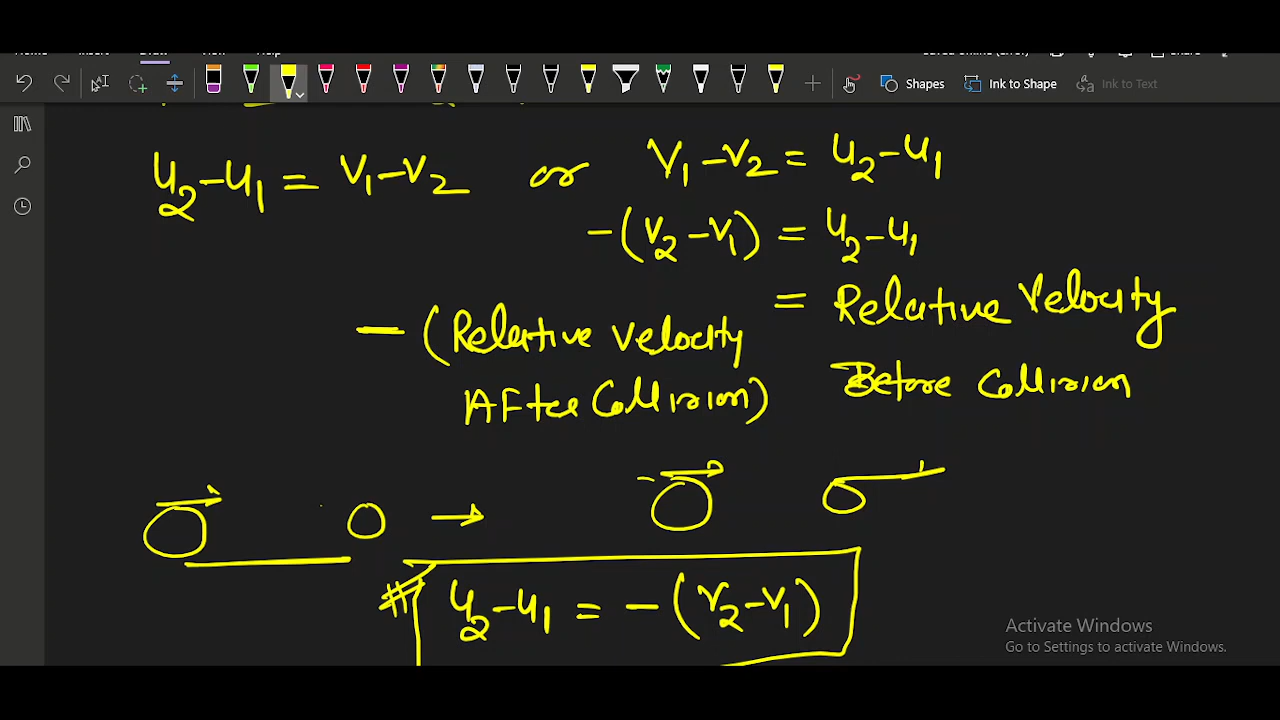 Shapes Ink to Shape Ink to Text
u2-u1 = v1-v2 or v1-v2 = u2-u1
-(v2-v1) = u2-u1
-(Relative velocity = Relative Velocity
After Collision) Before Collision
u2-u1 = -(v2-v1)
Activate Windows
Go to Settings to activate Windows.